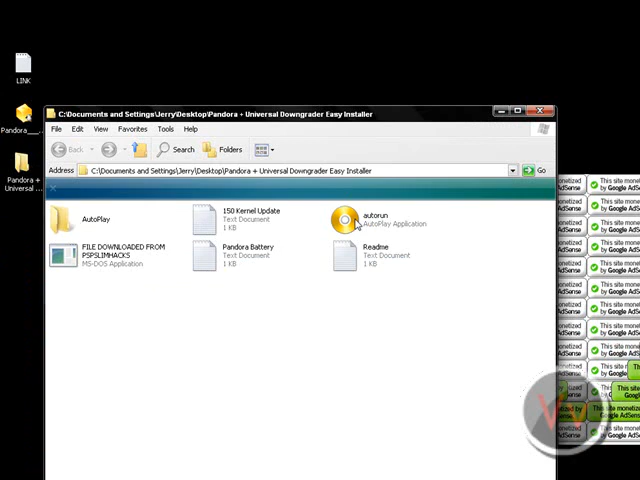 LINK
Pandora__...
Pandora +
Universal ...
C:\Documents and Settings\Jerry\Desktop\Pandora + Universal Downgrader Easy Installer
File Edit View Favorites Tools Help
Back Search Folders
Address C:\Documents and Settings\Jerry\Desktop\Pandora + Universal Downgrader Easy Installer Go
AutoPlay
150 Kernel Update
Text Document
1 KB
autorun
AutoPlay Application
FILE DOWNLOADED FROM
PSPSLIMHACKS
MS-DOS Application
Pandora Battery
Text Document
1 KB
Readme
Text Document
1 KB
This site monetized
by Google AdSense